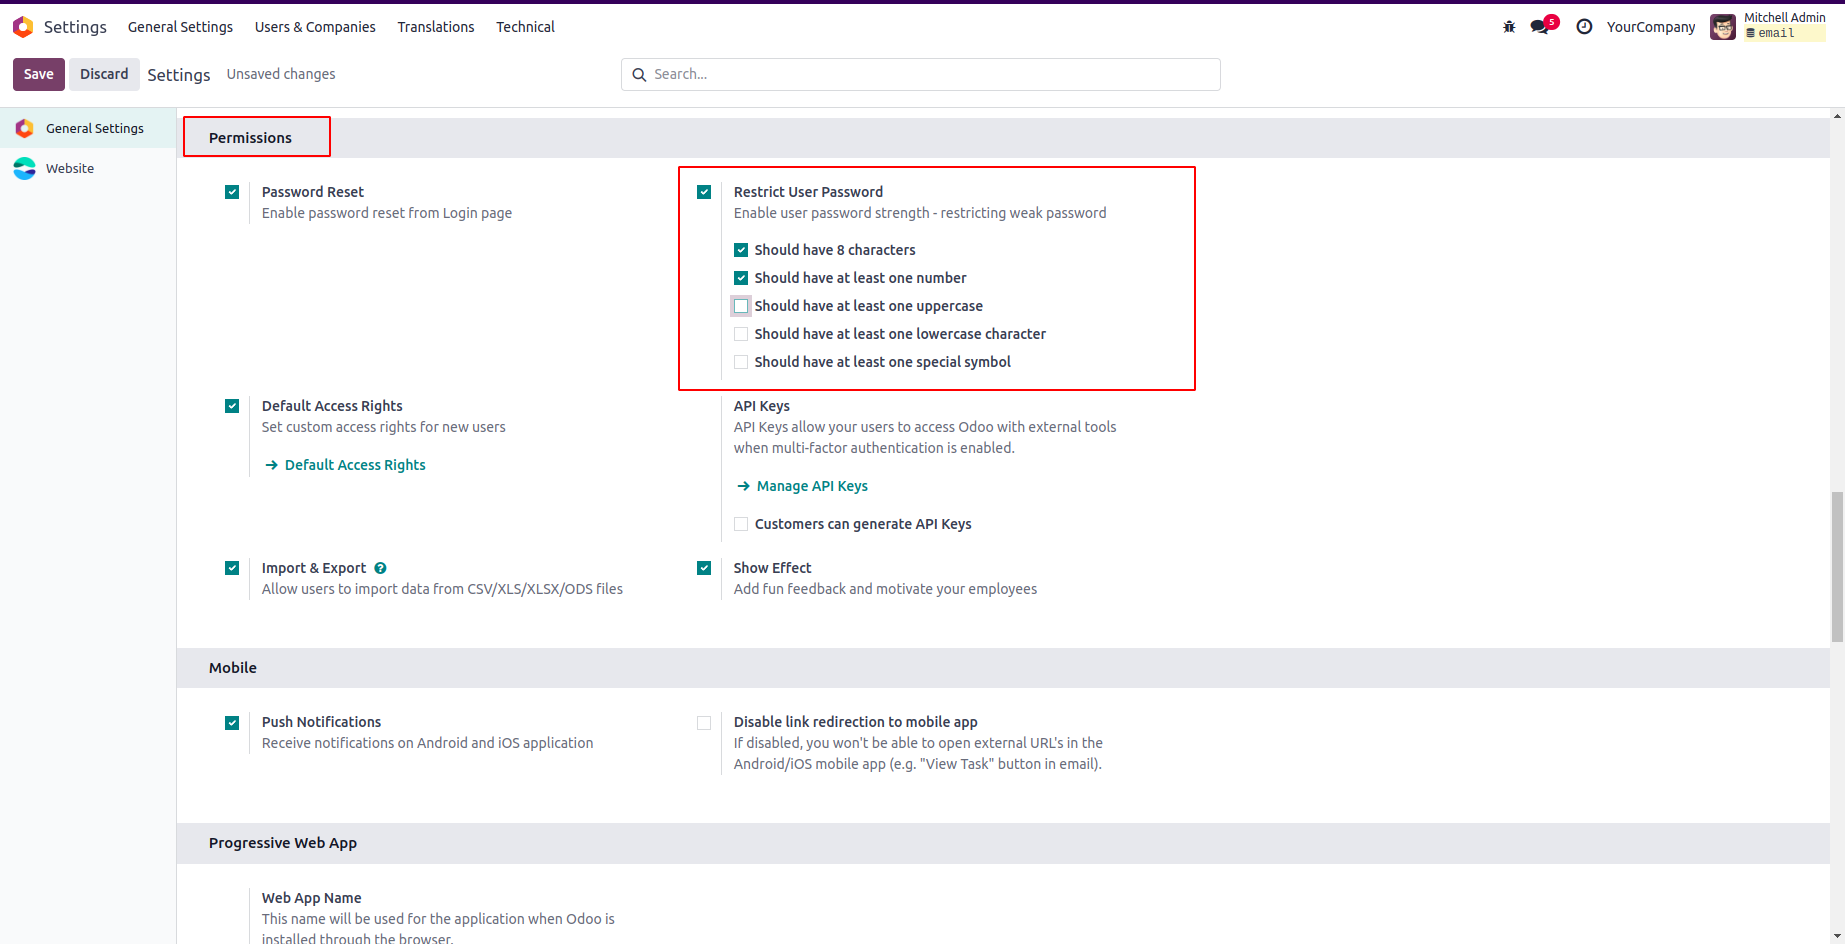 Settings General Settings Users & Companies Translations Technical 5 YourCompany Mitchell Admin
email
Save Discard Settings Unsaved changes Search...
General Settings
Website
Permissions
Password Reset
Enable password reset from Login page
Restrict User Password
Enable user password strength - restricting weak password
Should have 8 characters
Should have at least one number
Should have at least one uppercase
Should have at least one lowercase character
Should have at least one special symbol
Default Access Rights
Set custom access rights for new users
Default Access Rights
API Keys
API Keys allow your users to access Odoo with external tools
when multi-factor authentication is enabled.
Manage API Keys
Customers can generate API Keys
Import & Export ?
Allow users to import data from CSV/XLS/XLSX/ODS files
Show Effect
Add fun feedback and motivate your employees
Mobile
Push Notifications
Receive notifications on Android and iOS application
Disable link redirection to mobile app
If disabled, you won't be able to open external URL's in the
Android/iOS mobile app (e.g. "View Task" button in email).
Progressive Web App
Web App Name
This name will be used for the application when Odoo is
installed through the browser.